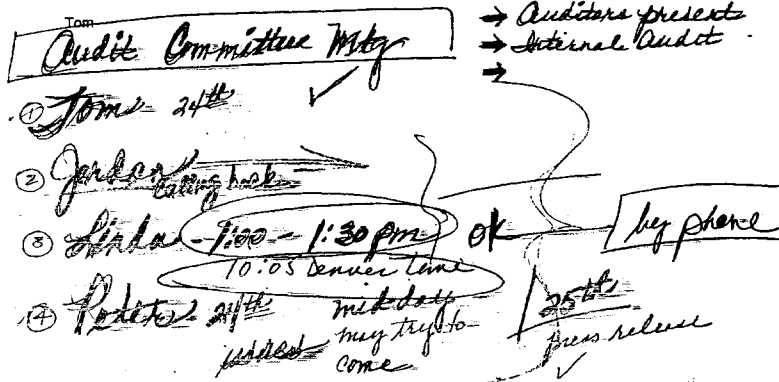 Tom
Audit Committee Mtg
→ Auditors present
→ Internal Audit
→
① Tom - 24th ✓
② Jordan calling back
③ Linda - 1:00 - 1:30 pm OK by phone
10:05 Denver time
④ 24th mid day
may try to
come
25th
press release
✓